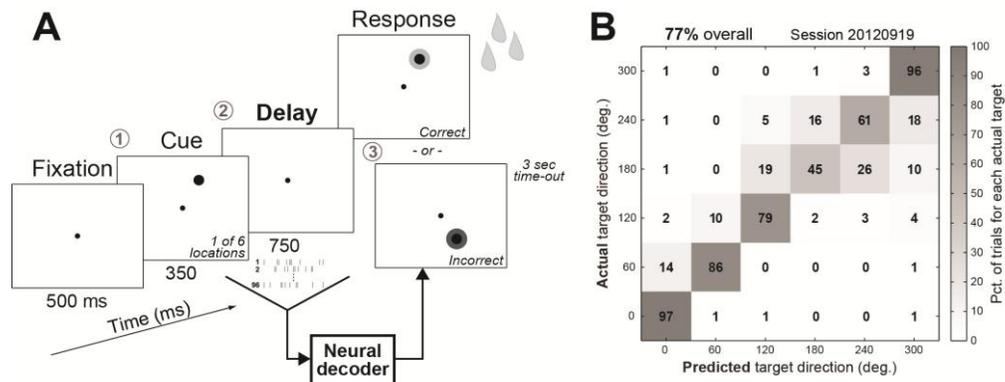 A
Fixation
500 ms
1
Cue
1 of 6
locations
350
2
Delay
750
1
2
96
Time (ms)
Neural
decoder
Response
Correct
- or -
3
3 sec
time-out
Incorrect
B
77% overall Session 20120919
Actual target direction (deg.)
300 1 0 0 1 3 96
240 1 0 5 16 61 18
180 1 0 19 45 26 10
120 2 10 79 2 3 4
60 14 86 0 0 0 1
0 97 1 1 0 0 1
0 60 120 180 240 300
Predicted target direction (deg.)
100
90
80
70
60
50
40
30
20
10
0
Pct. of trials for each actual target